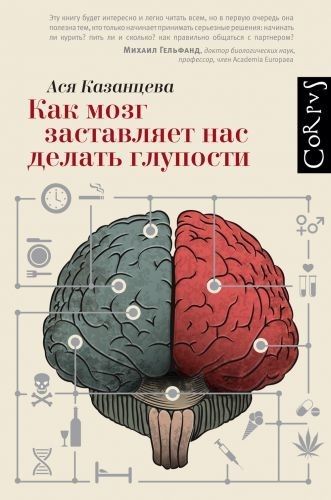 Эту книгу будет интересно и легко читать всем, но в первую очередь она
полезна тем, кто только начинает принимать серьезные решения: начинать
ли курить? пить ли и сколько? как правильно общаться с партнером?
Михаил Гельфанд, доктор биологических наук,
профессор, член Academia Europaea
CORPVS
Ася Казанцева
Как мозг
заставляет нас
делать глупости